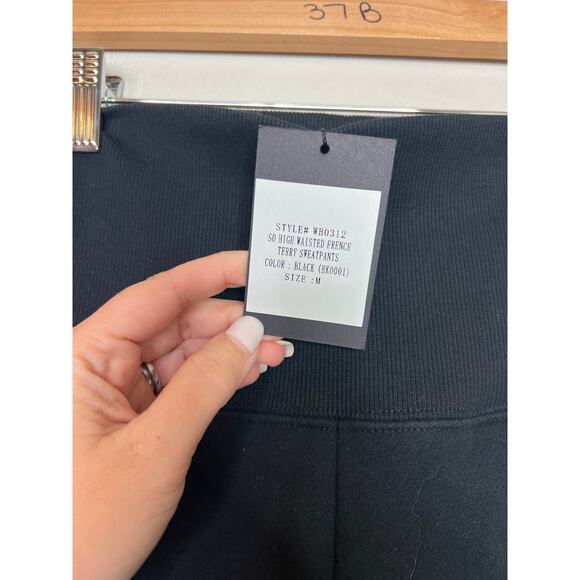 37B
STYLE# WB0312
SO HIGH WAISTED FRENCH
TERRY SWEATPANTS
COLOR : BLACK (BK0001)
SIZE :M